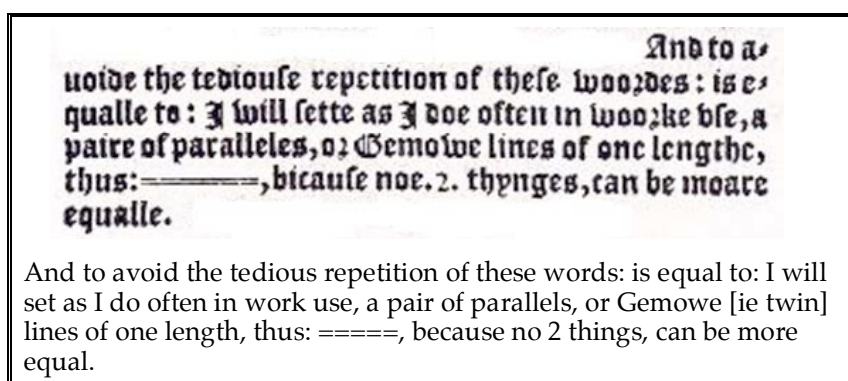 And to a⸗
uoide the tediouſe repetition of theſe woordes : is e⸗
qualle to : I will ſette as I doe often in woorke vſe, a
paire of paralleles, or Gemowe lines of one lengthe,
thus: ======, bicauſe noe. 2. thynges, can be moare
equalle.
And to avoid the tedious repetition of these words: is equal to: I will
set as I do often in work use, a pair of parallels, or Gemowe [ie twin]
lines of one length, thus: =====, because no 2 things, can be more
equal.